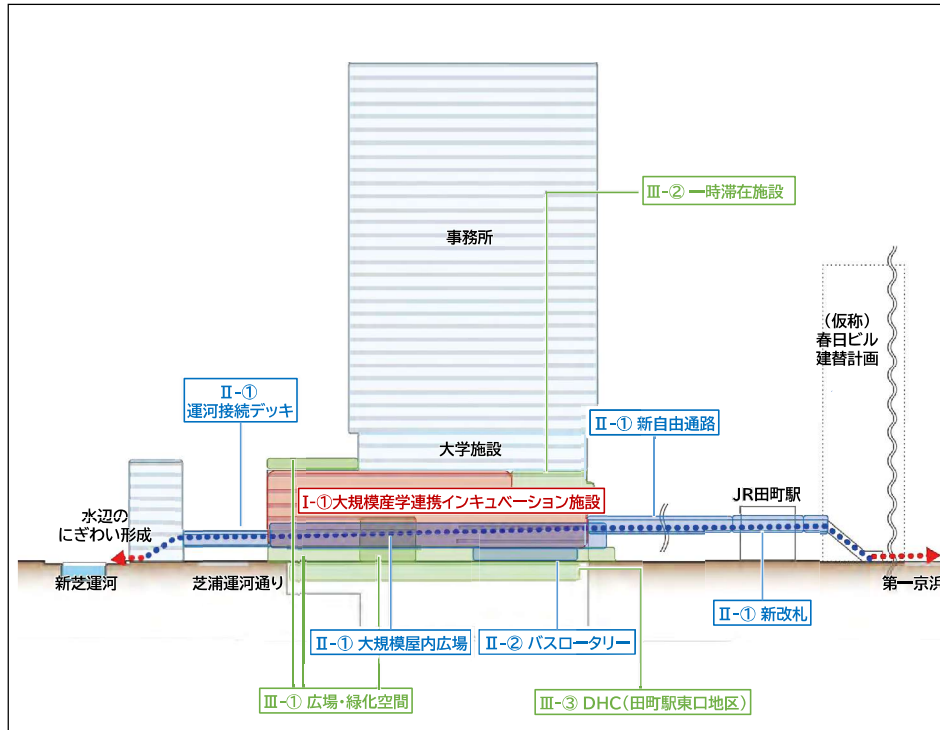 Ⅲ-② 一時滞在施設
事務所
(仮称)
春日ビル
建替計画
Ⅱ-①
運河接続デッキ
Ⅱ-① 新自由通路
大学施設
Ⅰ-①大規模産学連携インキュベーション施設
JR田町駅
水辺の
にぎわい形成
新芝運河
芝浦運河通り
第一京浜
Ⅱ-① 新改札
Ⅱ-① 大規模屋内広場
Ⅱ-② バスロータリー
Ⅲ-① 広場・緑化空間
Ⅲ-③ DHC(田町駅東口地区)